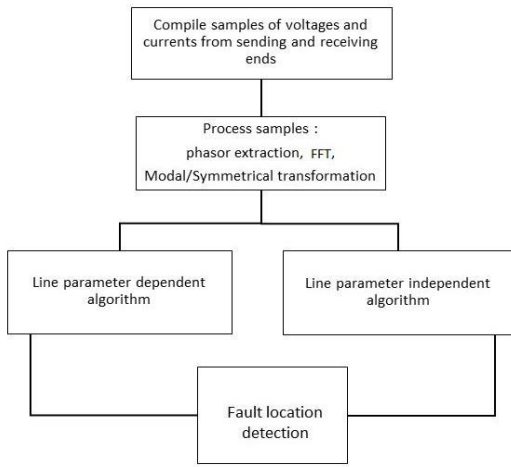 Compile samples of voltages and
currents from sending and receiving
ends
Process samples :
phasor extraction, FFT,
Modal/Symmetrical transformation
Line parameter dependent
algorithm
Line parameter independent
algorithm
Fault location
detection